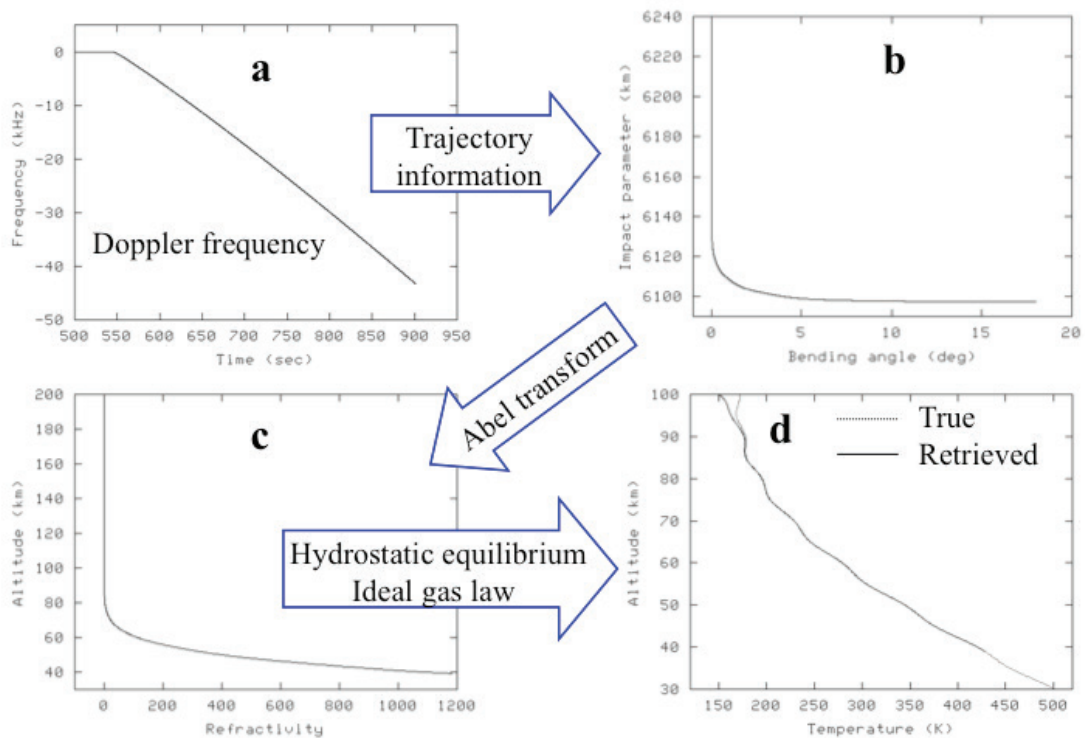 a
0
-10
-20
-30
-40
-50
Frequency (kHz)
Doppler frequency
500 550 600 650 700 750 800 850 900 950
Time (sec)
Trajectory
information
b
6240
6220
6200
6180
6160
6140
6120
6100
Impact parameter (km)
0 5 10 15 20
Bending angle (deg)
Abel transform
c
200
180
160
140
120
100
80
60
40
Altitude (km)
0 200 400 600 800 1000 1200
Refractivity
Hydrostatic equilibrium
Ideal gas law
d
True
Retrieved
100
90
80
70
60
50
40
30
Altitude (km)
150 200 250 300 350 400 450 500
Temperature (K)